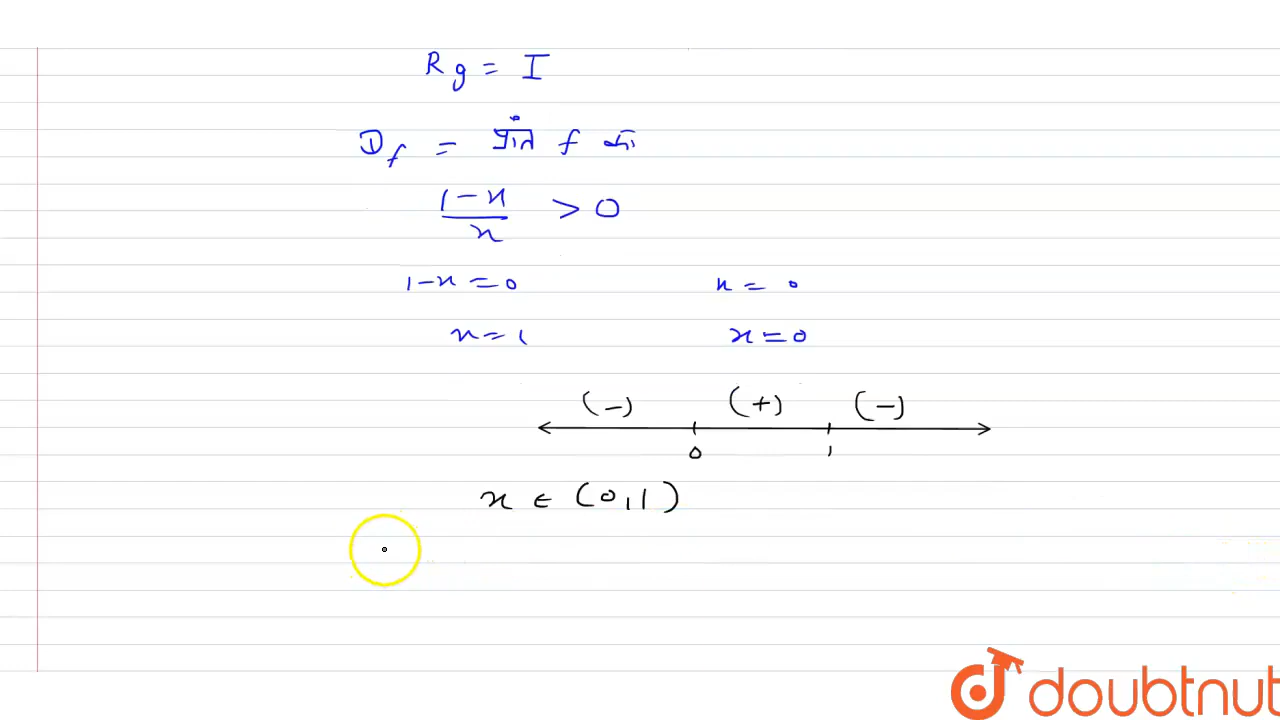 Rg = I
Df = प्रांत f का
(1-x)/x > 0
1-x = 0    x = 0
x = 1    x = 0
(-)    (+)    (-)
0    1
x ∈ (0,1)
doubtnut